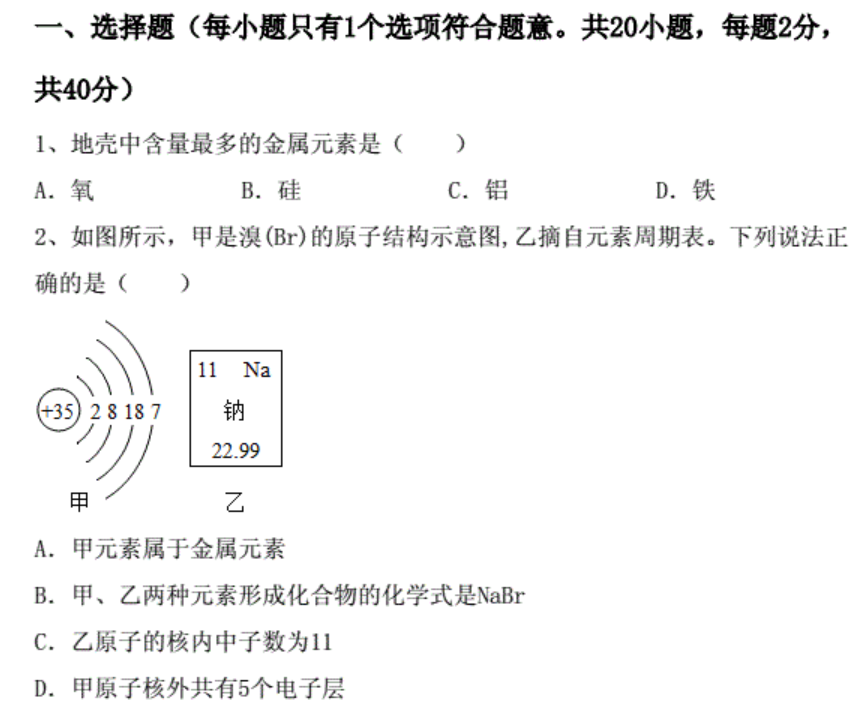 一、选择题（每小题只有1个选项符合题意。共20小题，每题2分，
共40分）
1、地壳中含量最多的金属元素是（　　）
A. 氧　　B. 硅　　C. 铝　　D. 铁
2、如图所示，甲是溴(Br)的原子结构示意图,乙摘自元素周期表。下列说法正
确的是（　　）
11 Na
+35 2 8 18 7 钠
22.99
甲 乙
A. 甲元素属于金属元素
B. 甲、乙两种元素形成化合物的化学式是NaBr
C. 乙原子的核内中子数为11
D. 甲原子核外共有5个电子层